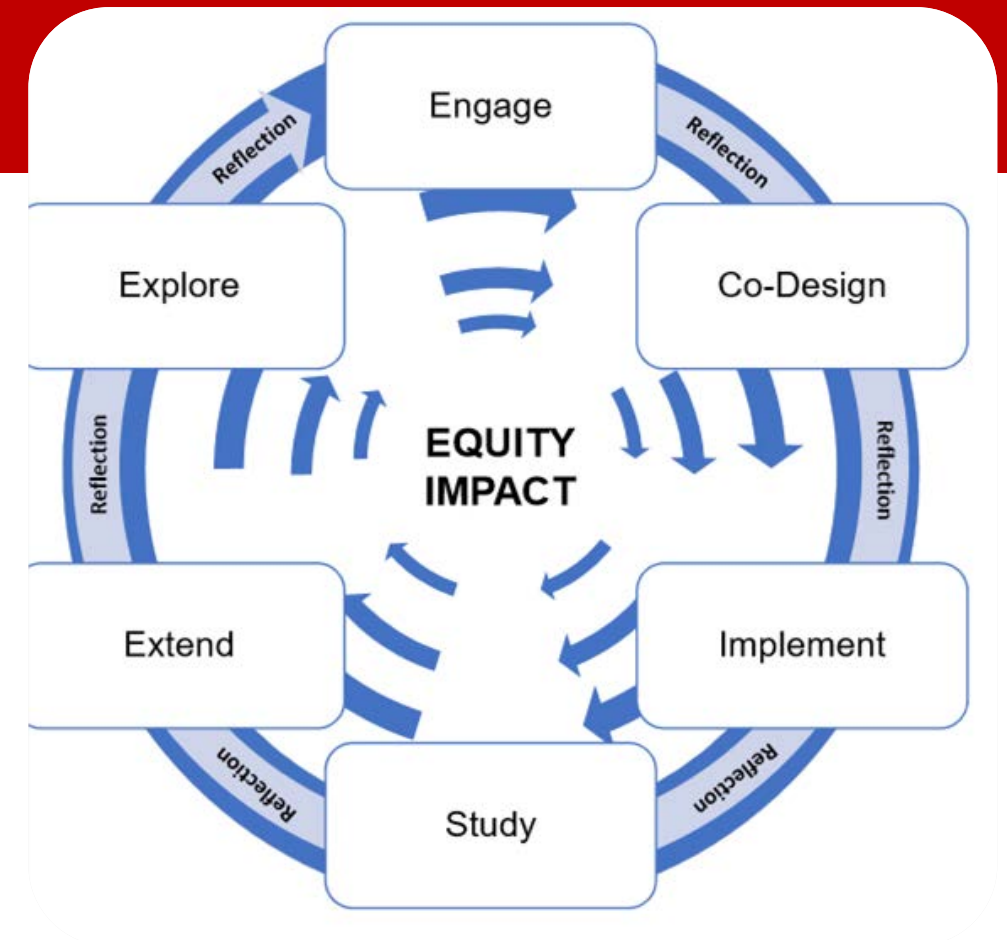 Engage
Reflection
Co-Design
Reflection
Implement
Reflection
Study
Reflection
Extend
Reflection
Explore
Reflection
EQUITY
IMPACT